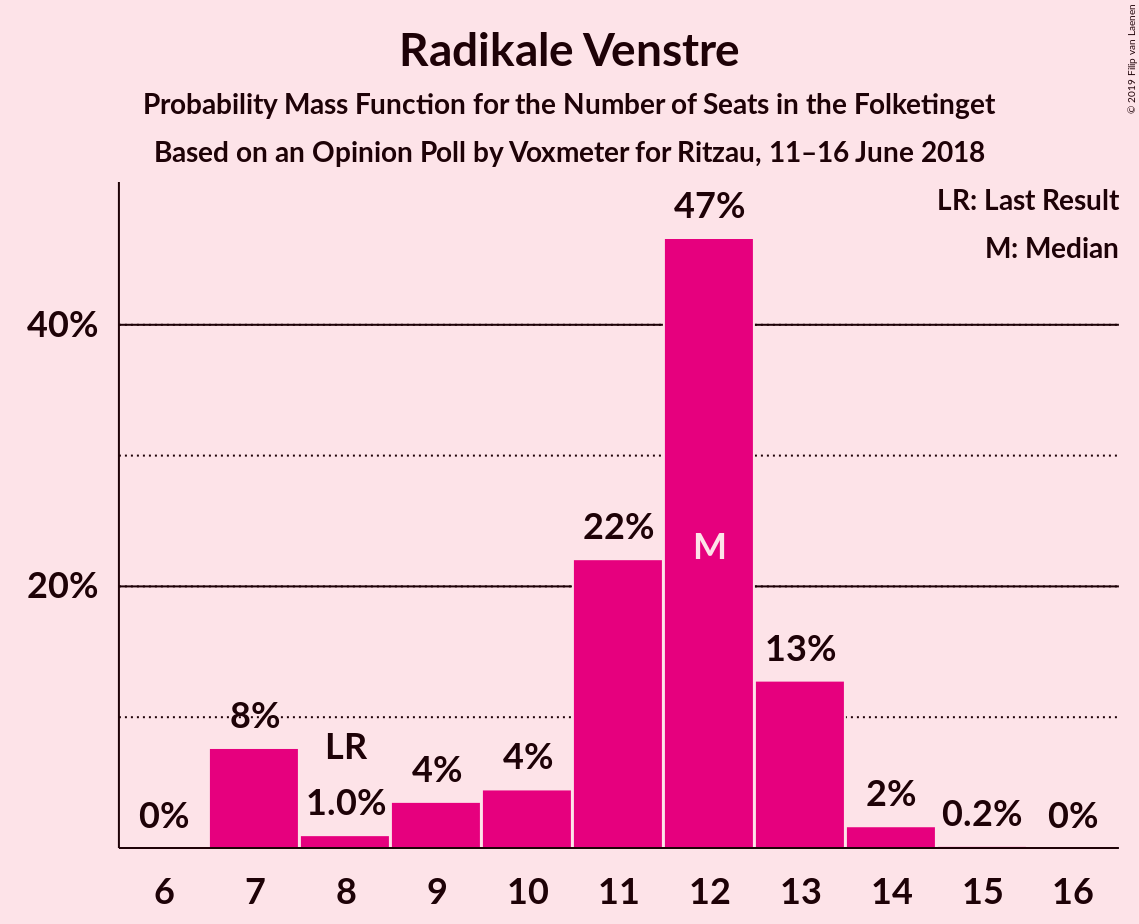 Radikale Venstre
Probability Mass Function for the Number of Seats in the Folketinget
Based on an Opinion Poll by Voxmeter for Ritzau, 11–16 June 2018
© 2019 Filip van Laenen
LR: Last Result
M: Median
47%
40%
22%
M
20%
13%
8%
LR
4%
4%
1.0%
2%
0%
0.2%
0%
6 7 8 9 10 11 12 13 14 15 16